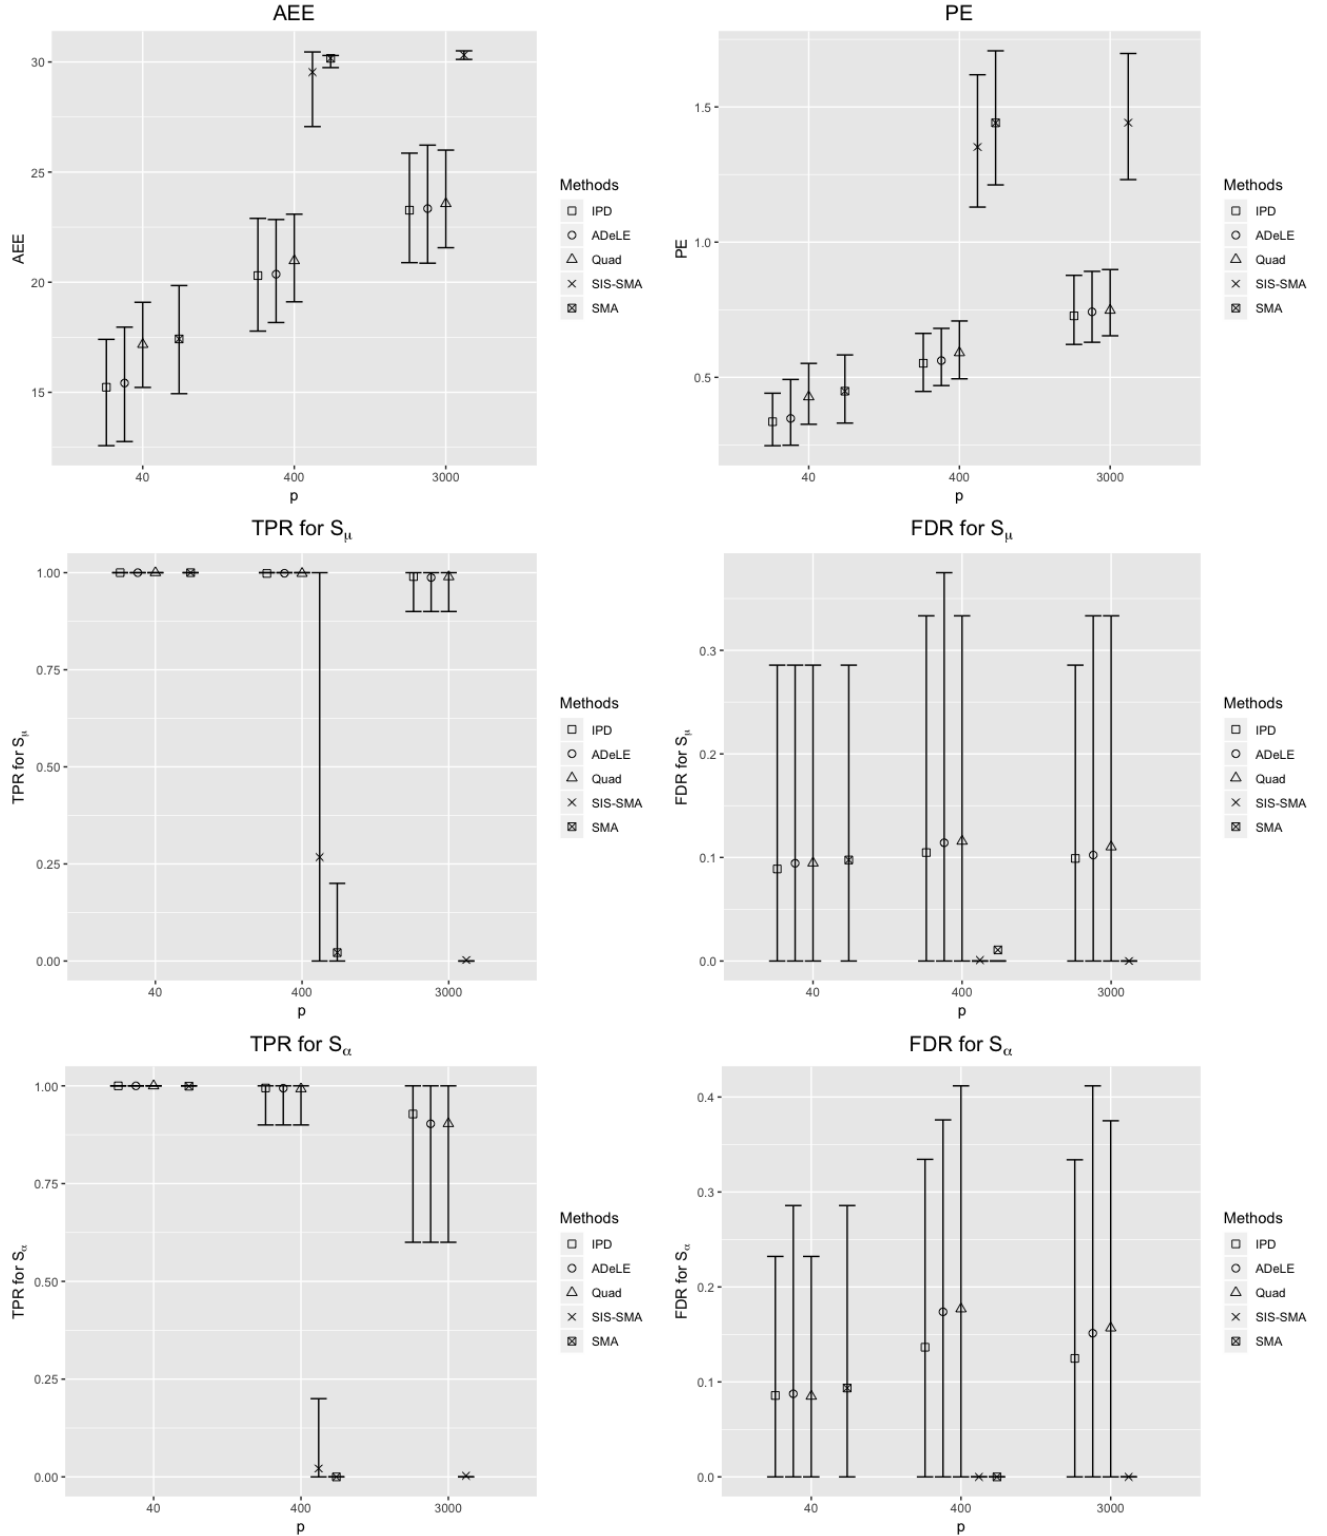 AEE
AEE
30
25
20
15
40
400
3000
p
Methods
IPD
ADeLE
Quad
SIS-SMA
SMA
PE
PE
1.5
1.0
0.5
40
400
3000
p
Methods
IPD
ADeLE
Quad
SIS-SMA
SMA
TPR for Sμ
TPR for Sμ
1.00
0.75
0.50
0.25
0.00
40
400
3000
p
Methods
IPD
ADeLE
Quad
SIS-SMA
SMA
FDR for Sμ
FDR for Sμ
0.3
0.2
0.1
0.0
40
400
3000
p
Methods
IPD
ADeLE
Quad
SIS-SMA
SMA
TPR for Sα
TPR for Sα
1.00
0.75
0.50
0.25
0.00
40
400
3000
p
Methods
IPD
ADeLE
Quad
SIS-SMA
SMA
FDR for Sα
FDR for Sα
0.4
0.3
0.2
0.1
0.0
40
400
3000
p
Methods
IPD
ADeLE
Quad
SIS-SMA
SMA